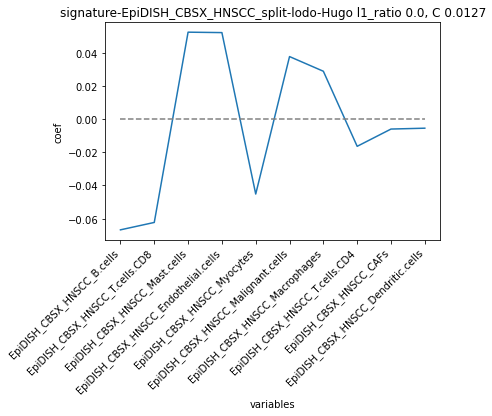 signature-EpiDISH_CBSX_HNSCC_split-lodo-Hugo l1_ratio 0.0, C 0.0127
0.04
0.02
0.00
−0.02
−0.04
−0.06
coef
EpiDISH_CBSX_HNSCC_B.cells
EpiDISH_CBSX_HNSCC_T.cells.CD8
EpiDISH_CBSX_HNSCC_Mast.cells
EpiDISH_CBSX_HNSCC_Endothelial.cells
EpiDISH_CBSX_HNSCC_Myocytes
EpiDISH_CBSX_HNSCC_Malignant.cells
EpiDISH_CBSX_HNSCC_Macrophages
EpiDISH_CBSX_HNSCC_T.cells.CD4
EpiDISH_CBSX_HNSCC_CAFs
EpiDISH_CBSX_HNSCC_Dendritic.cells
variables